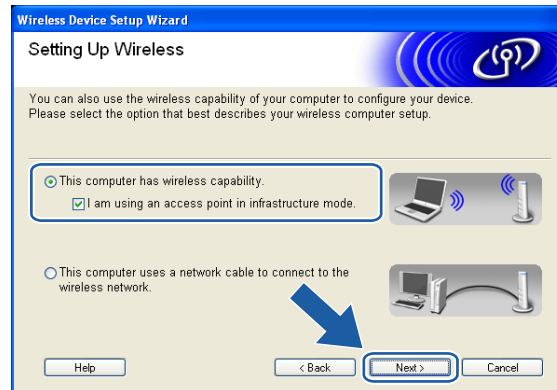 Wireless Device Setup Wizard
Setting Up Wireless
You can also use the wireless capability of your computer to configure your device.
Please select the option that best describes your wireless computer setup.
This computer has wireless capability.
I am using an access point in infrastructure mode.
This computer uses a network cable to connect to the
wireless network.
Help
< Back
Next >
Cancel